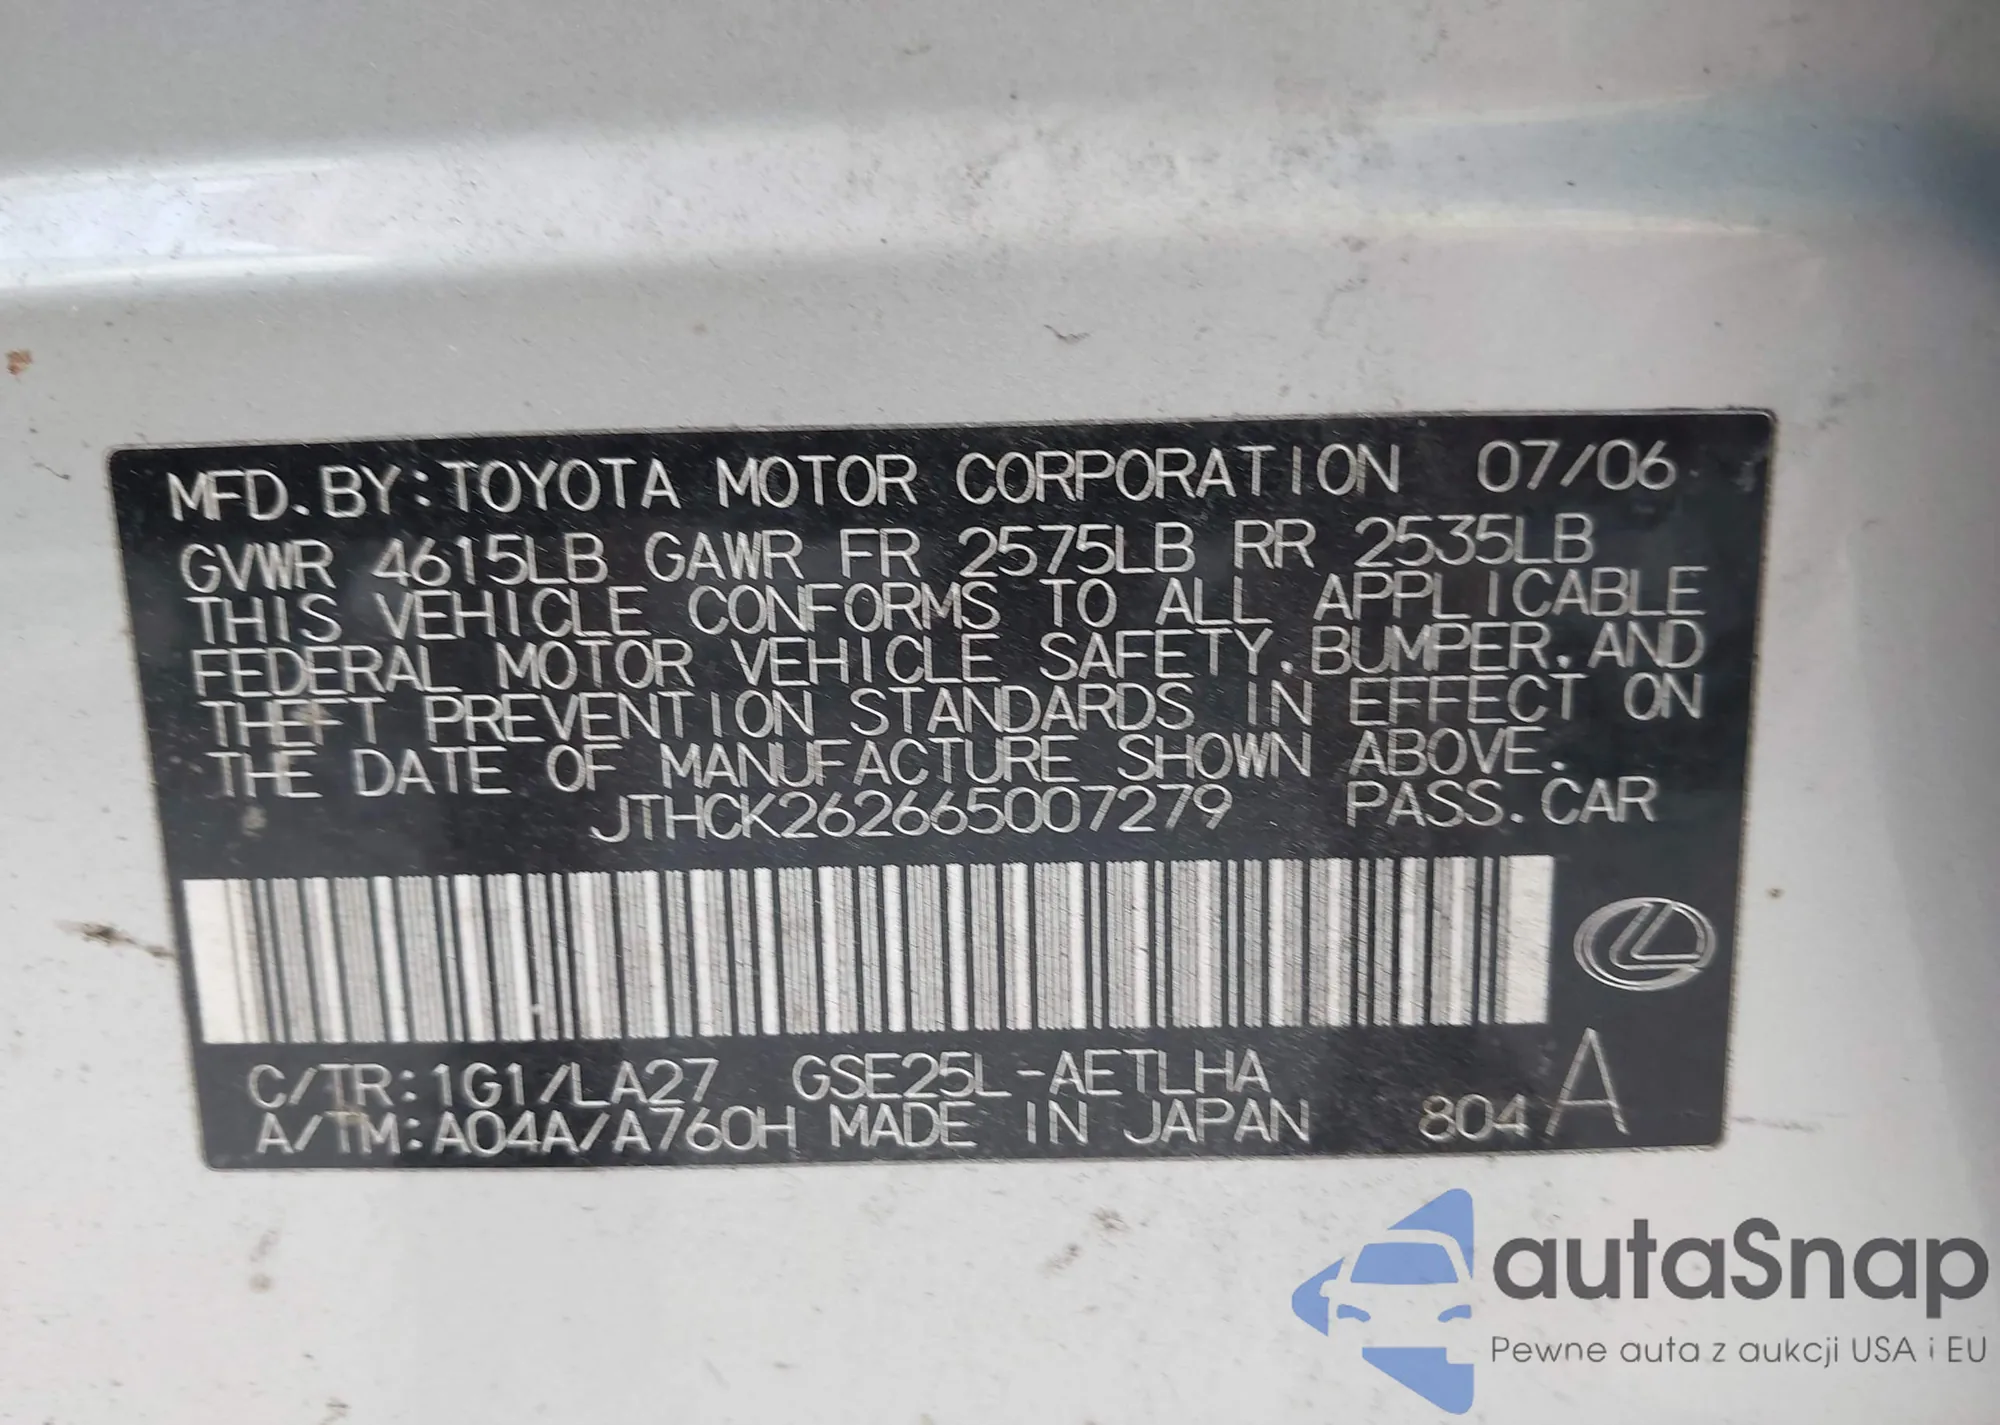 MFD. BY: TOYOTA MOTOR CORPORATION 07/06
GVWR 4615LB GAWR FR 2575LB RR 2535LB
THIS VEHICLE CONFORMS TO ALL APPLICABLE
FEDERAL MOTOR VEHICLE SAFETY, BUMPER, AND
THEFT PREVENTION STANDARDS IN EFFECT ON
THE DATE OF MANUFACTURE SHOWN ABOVE.
JTHCK262665007279 PASS. CAR
C/TR: 1G1/LA27 GSE25L-AETLHA
A/TM: A04A/A760H MADE IN JAPAN 804 A
autaSnap
Pewne auta z aukcji USA i EU